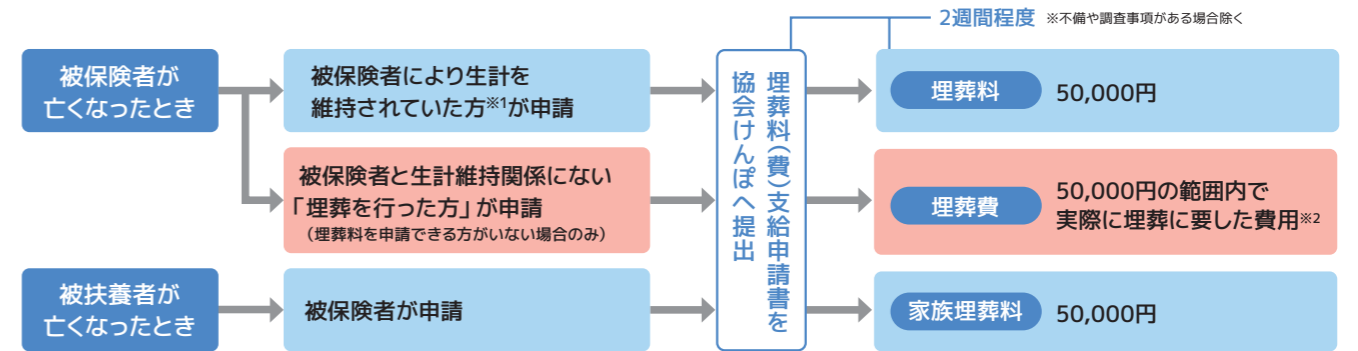 2週間程度 ※不備や調査事項がある場合除く
被保険者が
亡くなったとき
被保険者により生計を
維持されていた方※1が申請
被保険者と生計維持関係にない
「埋葬を行った方」が申請
（埋葬料を申請できる方がいない場合のみ）
被扶養者が
亡くなったとき
被保険者が申請
埋葬料(費)支給申請書を
協会けんぽへ提出
埋葬料
50,000円
埋葬費
50,000円の範囲内で
実際に埋葬に要した費用※2
家族埋葬料
50,000円